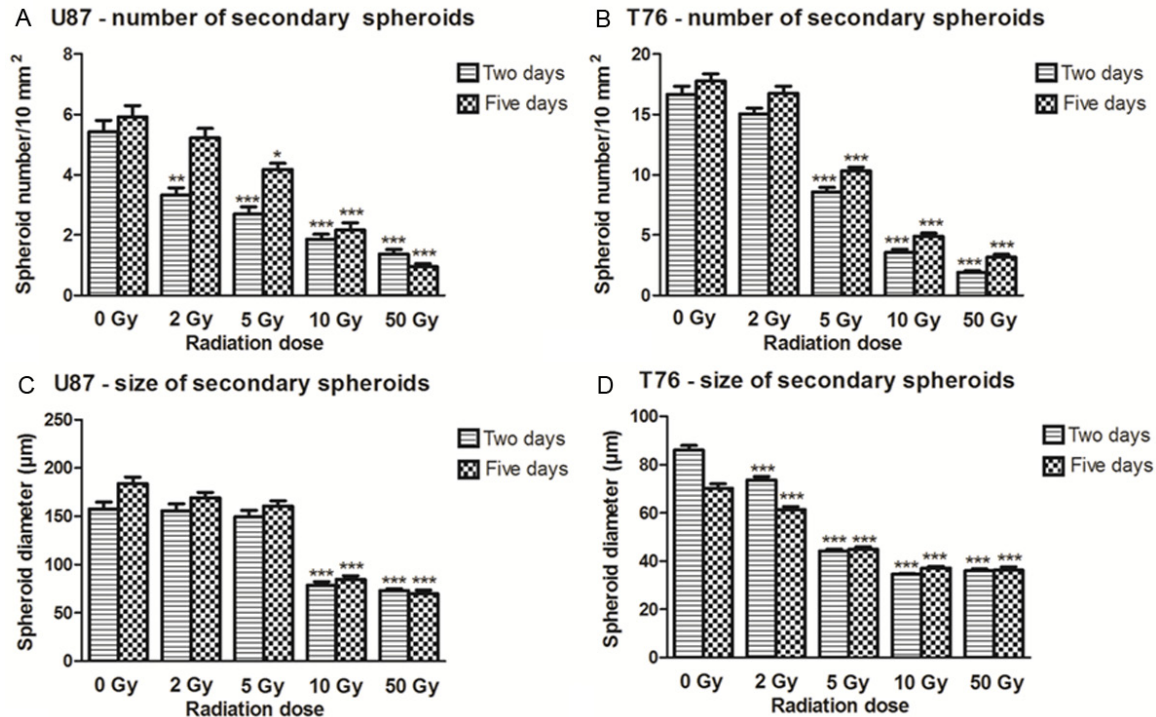 A U87 - number of secondary spheroids
Spheroid number/10 mm²
8
6
4
2
0
** *** * *** *** *** ***
Two days
Five days
0 Gy 2 Gy 5 Gy 10 Gy 50 Gy
Radiation dose
B T76 - number of secondary spheroids
Spheroid number/10 mm²
20
15
10
5
0
*** *** *** *** *** ***
Two days
Five days
0 Gy 2 Gy 5 Gy 10 Gy 50 Gy
Radiation dose
C U87 - size of secondary spheroids
Spheroid diameter (µm)
250
200
150
100
50
0
*** *** *** ***
Two days
Five days
0 Gy 2 Gy 5 Gy 10 Gy 50 Gy
Radiation dose
D T76 - size of secondary spheroids
Spheroid diameter (µm)
100
80
60
40
20
0
*** *** *** *** *** *** *** ***
Two days
Five days
0 Gy 2 Gy 5 Gy 10 Gy 50 Gy
Radiation dose